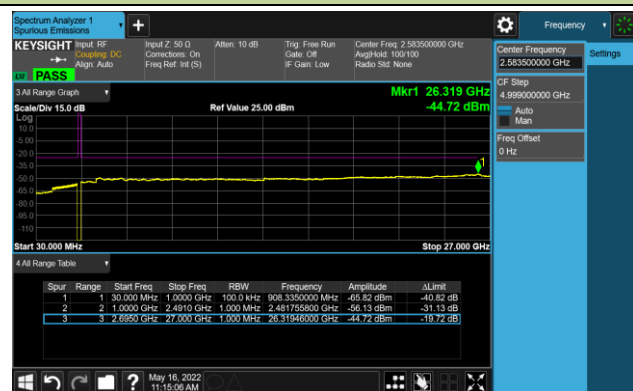 Spectrum Analyzer 1
Spurious Emissions
Frequency
KEYSIGHT
Input: RF
Coupling: DC
Align: Auto
Input Z: 50 Ω
Corrections: On
Freq Ref: Int (S)
Atten: 10 dB
Trig: Free Run
Gate: Off
IF Gain: Low
Center Freq: 2.583500000 GHz
Avg|Hold: 100/100
Radio Std: None
PASS
Center Frequency
2.583500000 GHz
Settings
CF Step
4.999000000 GHz
Auto
Man
Freq Offset
0 Hz
3 All Range Graph
Scale/Div 15.0 dB
Ref Value 25.00 dBm
Mkr1 26.319 GHz
-44.72 dBm
Log
10.0
-5.00
-20.0
-35.0
-50.0
-65.0
-80.0
-95.0
-110
1
Start 30.000 MHz
Stop 27.000 GHz
4 All Range Table
Spur Range Start Freq Stop Freq RBW Frequency Amplitude ΔLimit
1 1 30.000 MHz 1.0000 GHz 100.0 kHz 908.3350000 MHz -65.82 dBm -40.82 dB
2 2 1.0000 GHz 2.4910 GHz 1.000 MHz 2.481755800 GHz -56.13 dBm -31.13 dB
3 3 2.6950 GHz 27.000 GHz 1.000 MHz 26.31946000 GHz -44.72 dBm -19.72 dB
May 16, 2022
11:15:06 AM